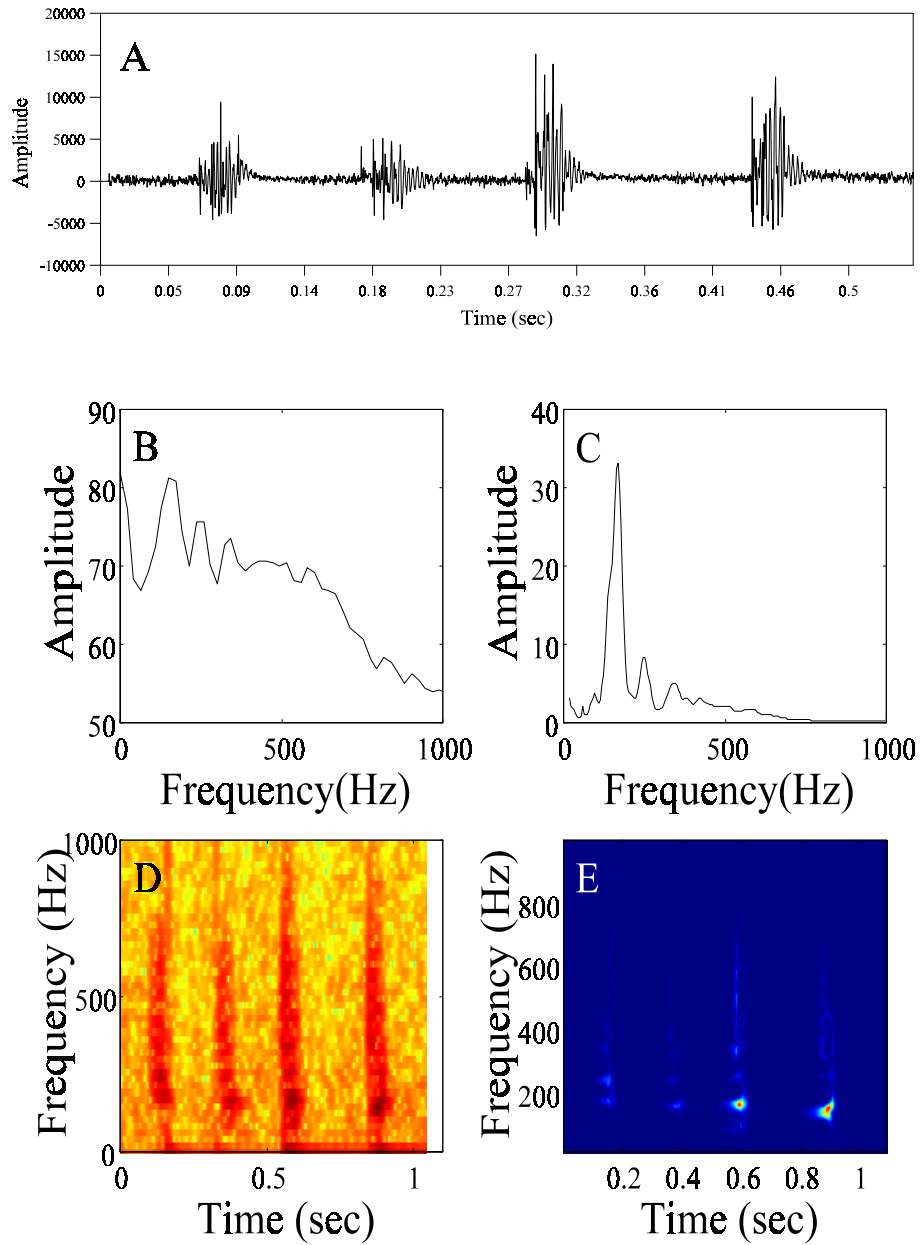 A
Amplitude
20000
15000
10000
5000
0
-5000
-10000
0 0.05 0.09 0.14 0.18 0.23 0.27 0.32 0.36 0.41 0.46 0.5
Time (sec)
B
Amplitude
90
80
70
60
50
0 500 1000
Frequency(Hz)
C
Amplitude
40
30
20
10
0
0 500 1000
Frequency(Hz)
D
Frequency (Hz)
1000
500
0
0 0.5 1
Time (sec)
E
Frequency (Hz)
800
600
400
200
0.2 0.4 0.6 0.8 1
Time (sec)